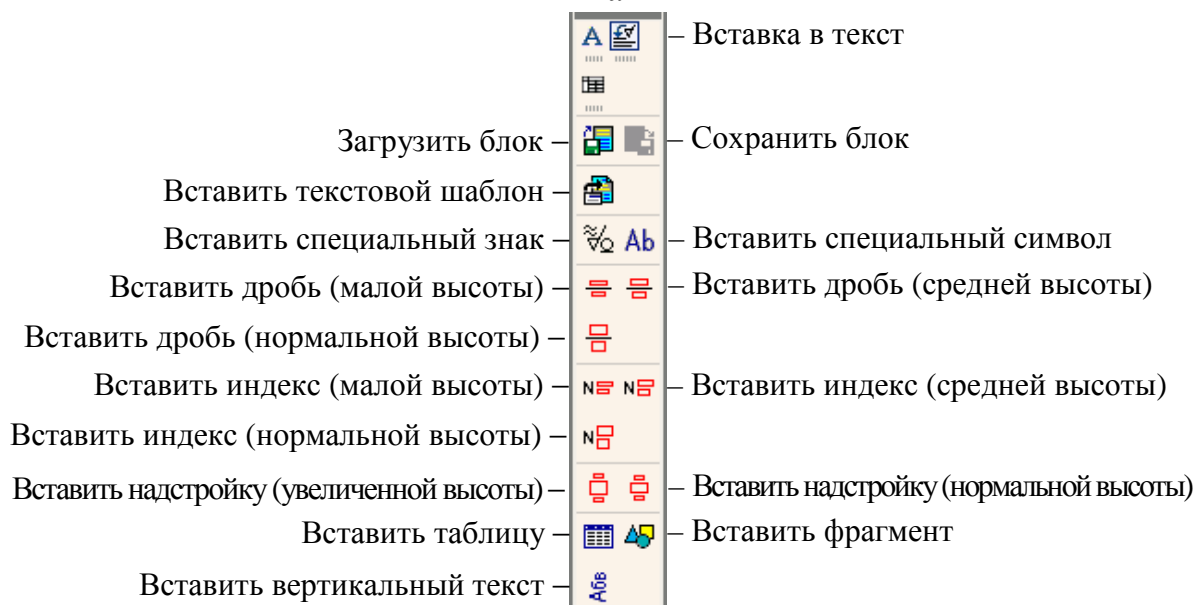 А – Вставка в текст
Загрузить блок – – Сохранить блок
Вставить текстовой шаблон –
Вставить специальный знак – Ab – Вставить специальный символ
Вставить дробь (малой высоты) – – Вставить дробь (средней высоты)
Вставить дробь (нормальной высоты) –
Вставить индекс (малой высоты) – N N – Вставить индекс (средней высоты)
Вставить индекс (нормальной высоты) – N
Вставить надстройку (увеличенной высоты) – – Вставить надстройку (нормальной высоты)
Вставить таблицу – – Вставить фрагмент
Вставить вертикальный текст – Абв